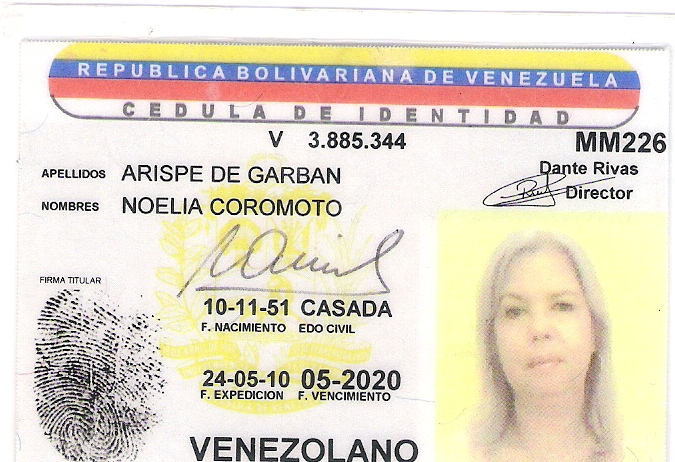 REPUBLICA BOLIVARIANA DE VENEZUELA
CEDULA DE IDENTIDAD
V 3.885.344 MM226
APELLIDOS ARISPE DE GARBAN
Dante Rivas
Director
NOMBRES NOELIA COROMOTO
FIRMA TITULAR
10-11-51 CASADA
F. NACIMIENTO EDO CIVIL
24-05-10 05-2020
F. EXPEDICION F. VENCIMIENTO
VENEZOLANO